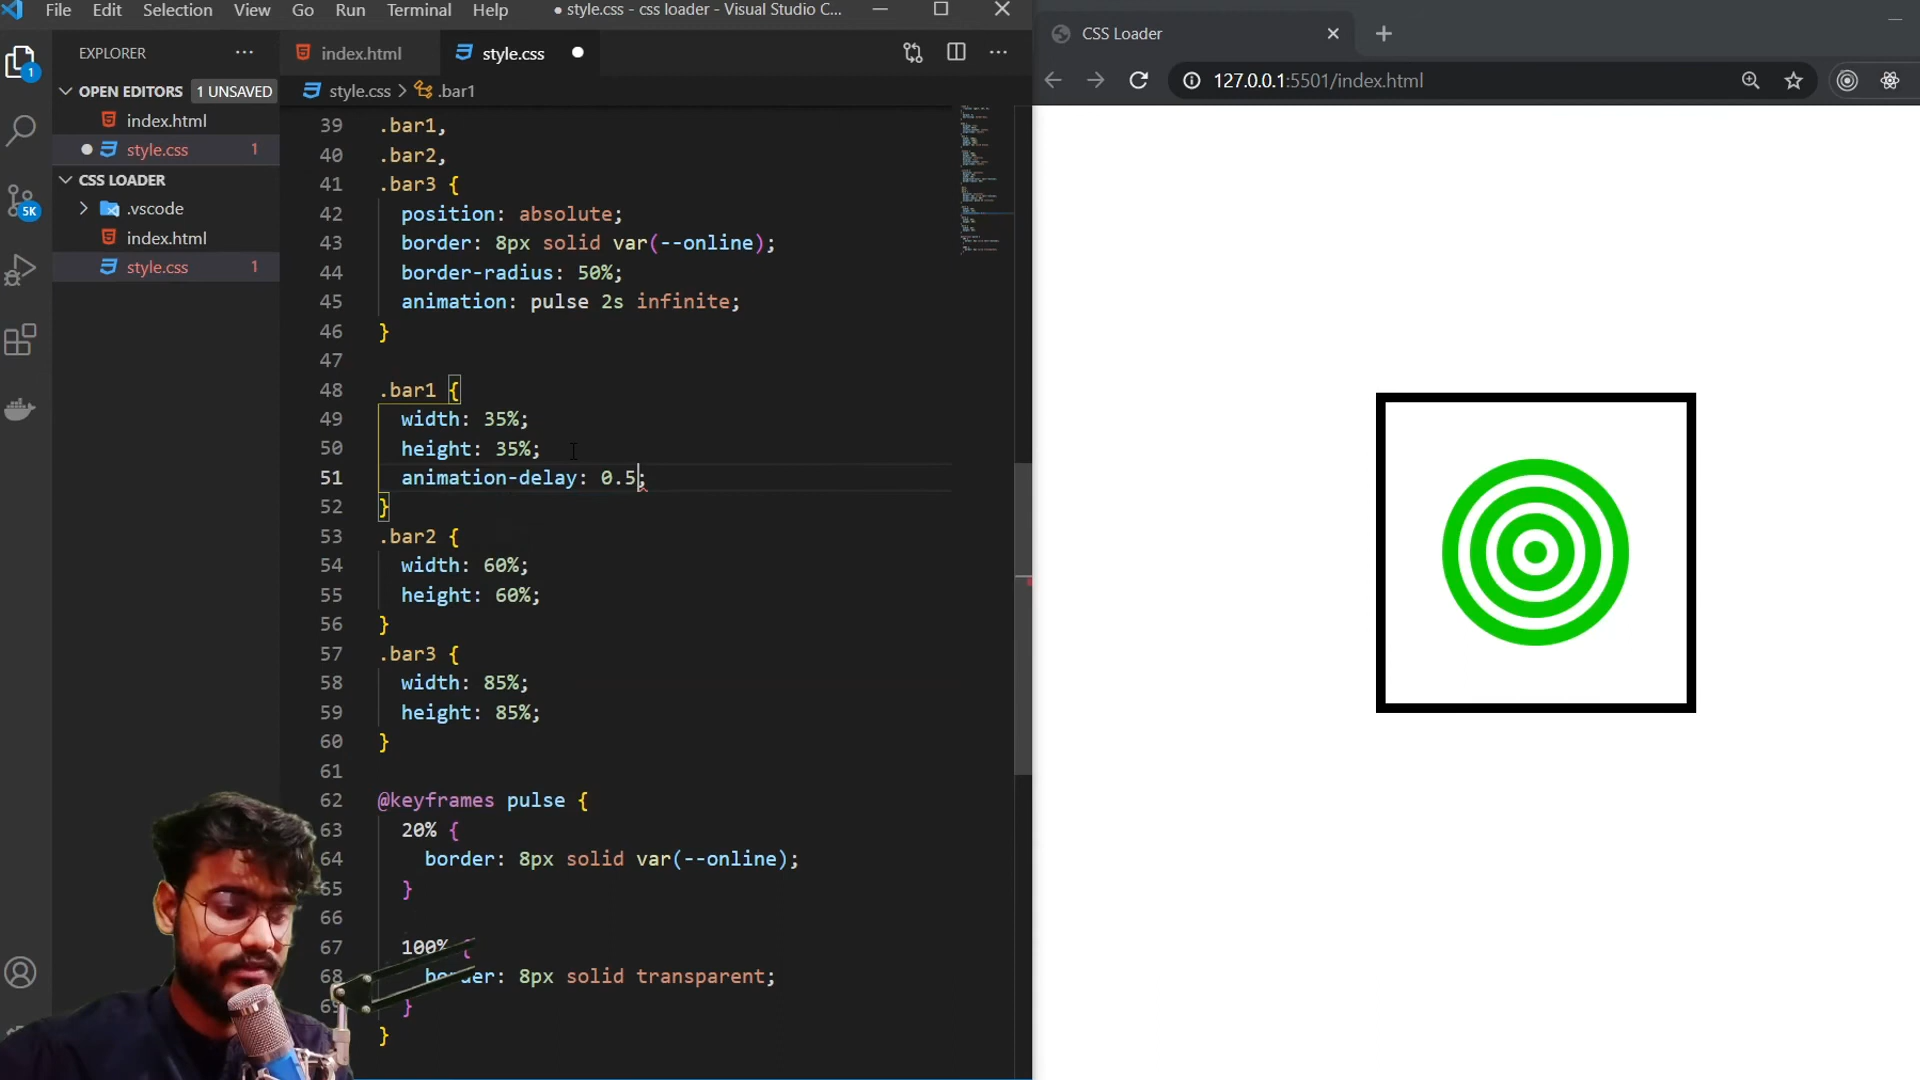 File Edit Selection View Go Run Terminal Help ● style.css - css loader - Visual Studio C...
EXPLORER ···
OPEN EDITORS 1 UNSAVED
index.html
● style.css 1
CSS LOADER
.vscode
index.html
style.css 1
1
5K
index.html style.css ●
style.css > .bar1
39 .bar1,
40 .bar2,
41 .bar3 {
42 position: absolute;
43 border: 8px solid var(--online);
44 border-radius: 50%;
45 animation: pulse 2s infinite;
46 }
47
48 .bar1 {
49 width: 35%;
50 height: 35%;
51 animation-delay: 0.5;
52 }
53 .bar2 {
54 width: 60%;
55 height: 60%;
56 }
57 .bar3 {
58 width: 85%;
59 height: 85%;
60 }
61
62 @keyframes pulse {
63 20% {
64 border: 8px solid var(--online);
65 }
66
67 100% {
68 border: 8px solid transparent;
}
}
CSS Loader
127.0.0.1:5501/index.html